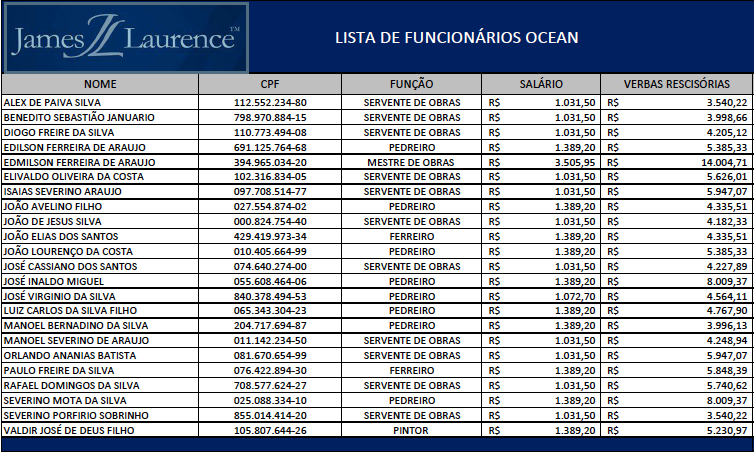 James JL Laurence™
LISTA DE FUNCIONÁRIOS OCEAN
NOME CPF FUNÇÃO SALÁRIO VERBAS RESCISÓRIAS
ALEX DE PAIVA SILVA 112.552.234-80 SERVENTE DE OBRAS R$ 1.031,50 R$ 3.540,22
BENEDITO SEBASTIÃO JANUARIO 798.970.884-15 SERVENTE DE OBRAS R$ 1.031,50 R$ 3.998,66
DIOGO FREIRE DA SILVA 110.773.494-08 SERVENTE DE OBRAS R$ 1.031,50 R$ 4.205,12
EDILSON FERREIRA DE ARAUJO 691.125.764-68 PEDREIRO R$ 1.389,20 R$ 5.385,33
EDMILSON FERREIRA DE ARAUJO 394.965.034-20 MESTRE DE OBRAS R$ 3.505,95 R$ 14.004,71
ELIVALDO OLIVEIRA DA COSTA 102.316.834-05 SERVENTE DE OBRAS R$ 1.031,50 R$ 5.626,01
ISAIAS SEVERINO ARAUJO 097.708.514-77 SERVENTE DE OBRAS R$ 1.031,50 R$ 5.947,07
JOÃO AVELINO FILHO 027.554.874-02 PEDREIRO R$ 1.389,20 R$ 4.335,51
JOÃO DE JESUS SILVA 000.824.754-40 SERVENTE DE OBRAS R$ 1.031,50 R$ 4.182,33
JOÃO ELIAS DOS SANTOS 429.419.973-34 FERREIRO R$ 1.389,20 R$ 4.335,51
JOÃO LOURENÇO DA COSTA 010.405.664-99 PEDREIRO R$ 1.389,20 R$ 5.385,33
JOSÉ CASSIANO DOS SANTOS 074.640.274-00 SERVENTE DE OBRAS R$ 1.031,50 R$ 4.227,89
JOSÉ INALDO MIGUEL 055.608.464-06 PEDREIRO R$ 1.389,20 R$ 8.009,37
JOSÉ VIRGINIO DA SILVA 840.378.494-53 PEDREIRO R$ 1.072,70 R$ 4.564,11
LUIZ CARLOS DA SILVA FILHO 065.343.304-23 PEDREIRO R$ 1.389,20 R$ 4.767,90
MANOEL BERNADINO DA SILVA 204.717.694-87 PEDREIRO R$ 1.389,20 R$ 3.996,13
MANOEL SEVERINO DE ARAUJO 011.142.234-50 SERVENTE DE OBRAS R$ 1.031,50 R$ 4.248,94
ORLANDO ANANIAS BATISTA 081.670.654-99 SERVENTE DE OBRAS R$ 1.031,50 R$ 5.947,07
PAULO FREIRE DA SILVA 076.422.894-30 FERREIRO R$ 1.389,20 R$ 5.848,39
RAFAEL DOMINGOS DA SILVA 708.577.624-27 SERVENTE DE OBRAS R$ 1.031,50 R$ 5.740,62
SEVERINO MOTA DA SILVA 025.088.334-10 PEDREIRO R$ 1.389,20 R$ 8.009,37
SEVERINO PORFIRIO SOBRINHO 855.014.414-20 SERVENTE DE OBRAS R$ 1.031,50 R$ 3.540,22
VALDIR JOSÉ DE DEUS FILHO 105.807.644-26 PINTOR R$ 1.389,20 R$ 5.230,97